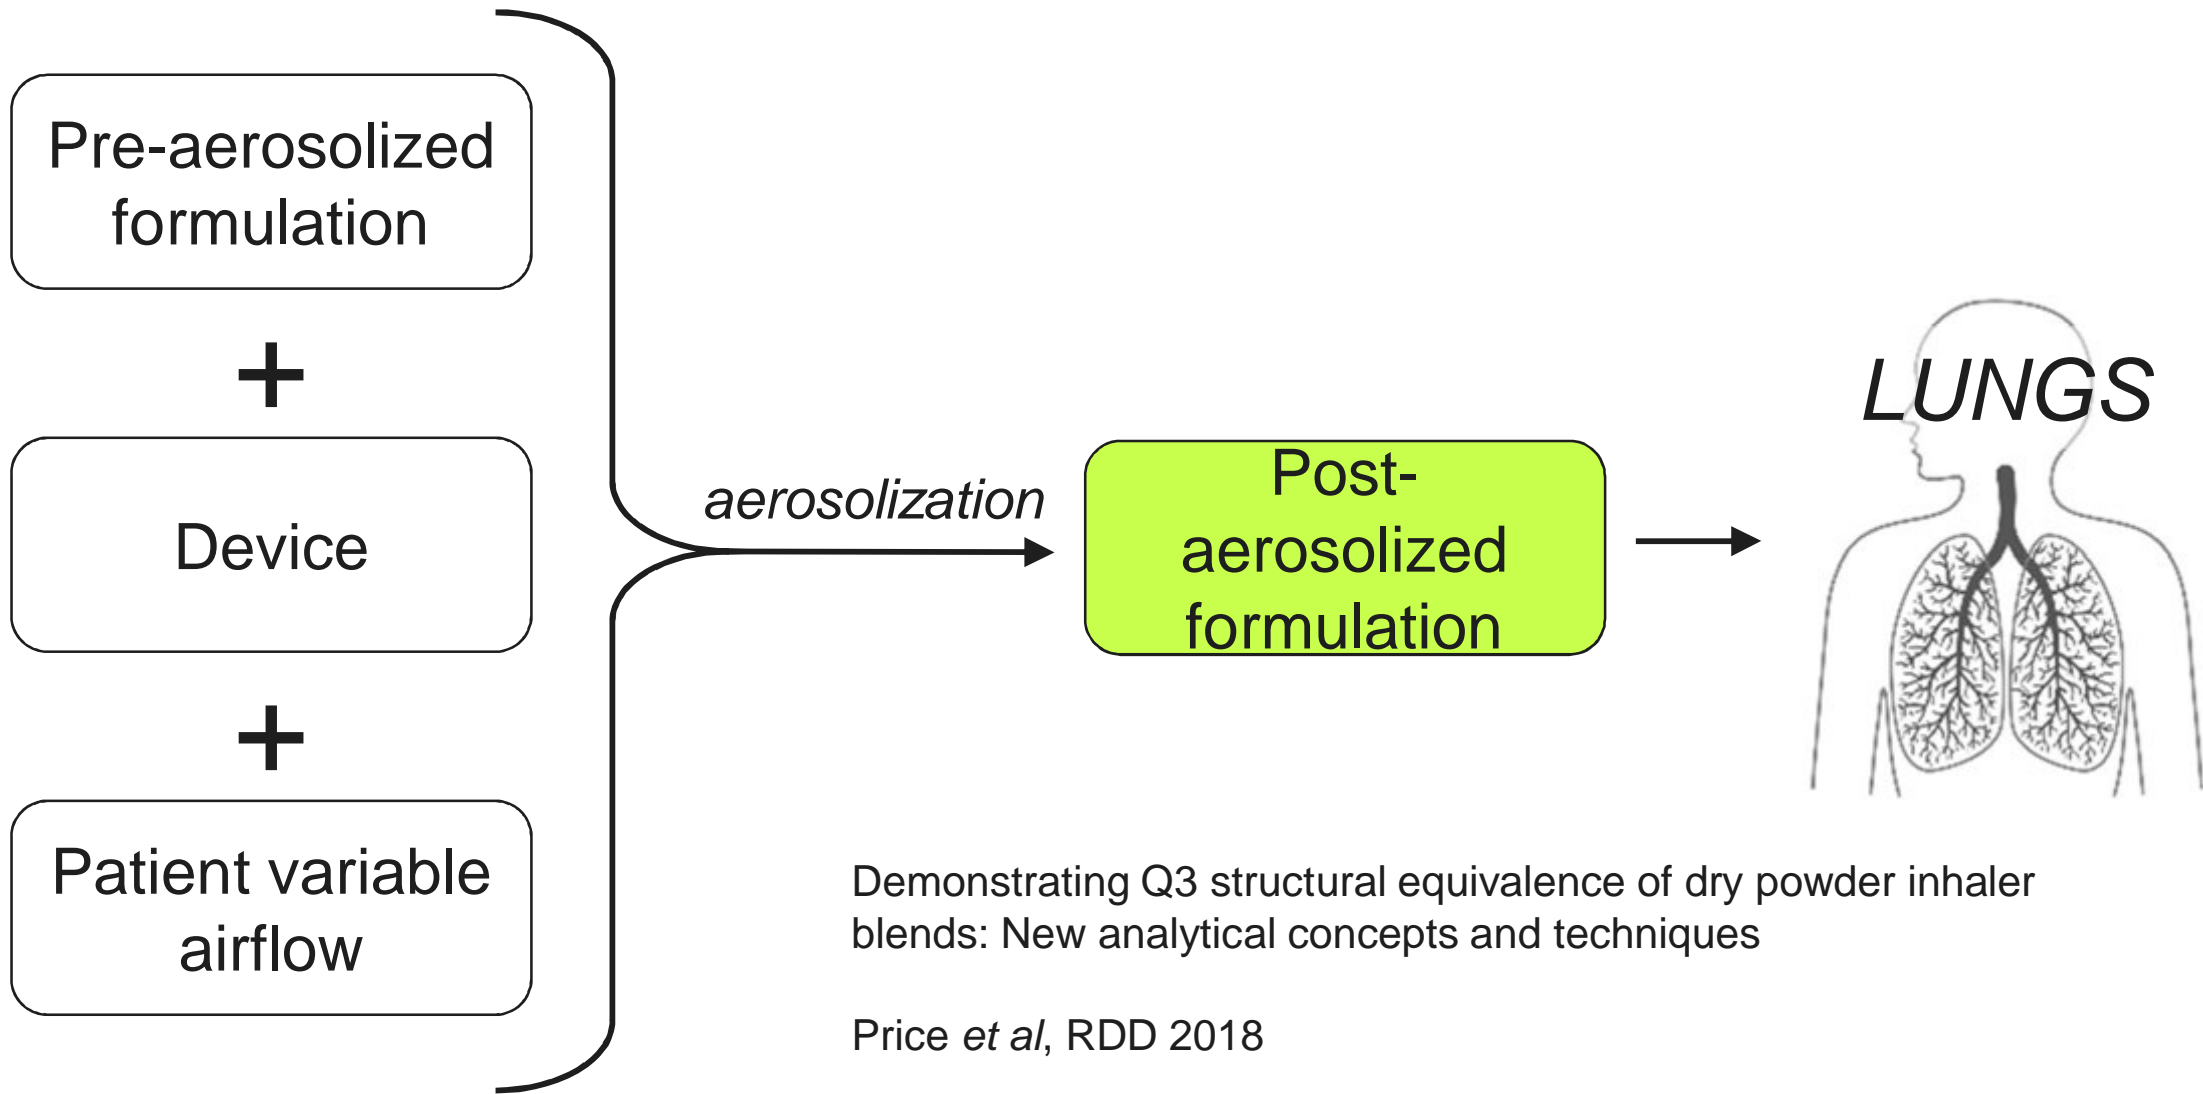 Pre-aerosolized
formulation
+
Device
+
Patient variable
airflow
aerosolization
Post-
aerosolized
formulation
LUNGS
Demonstrating Q3 structural equivalence of dry powder inhaler
blends: New analytical concepts and techniques
Price et al, RDD 2018